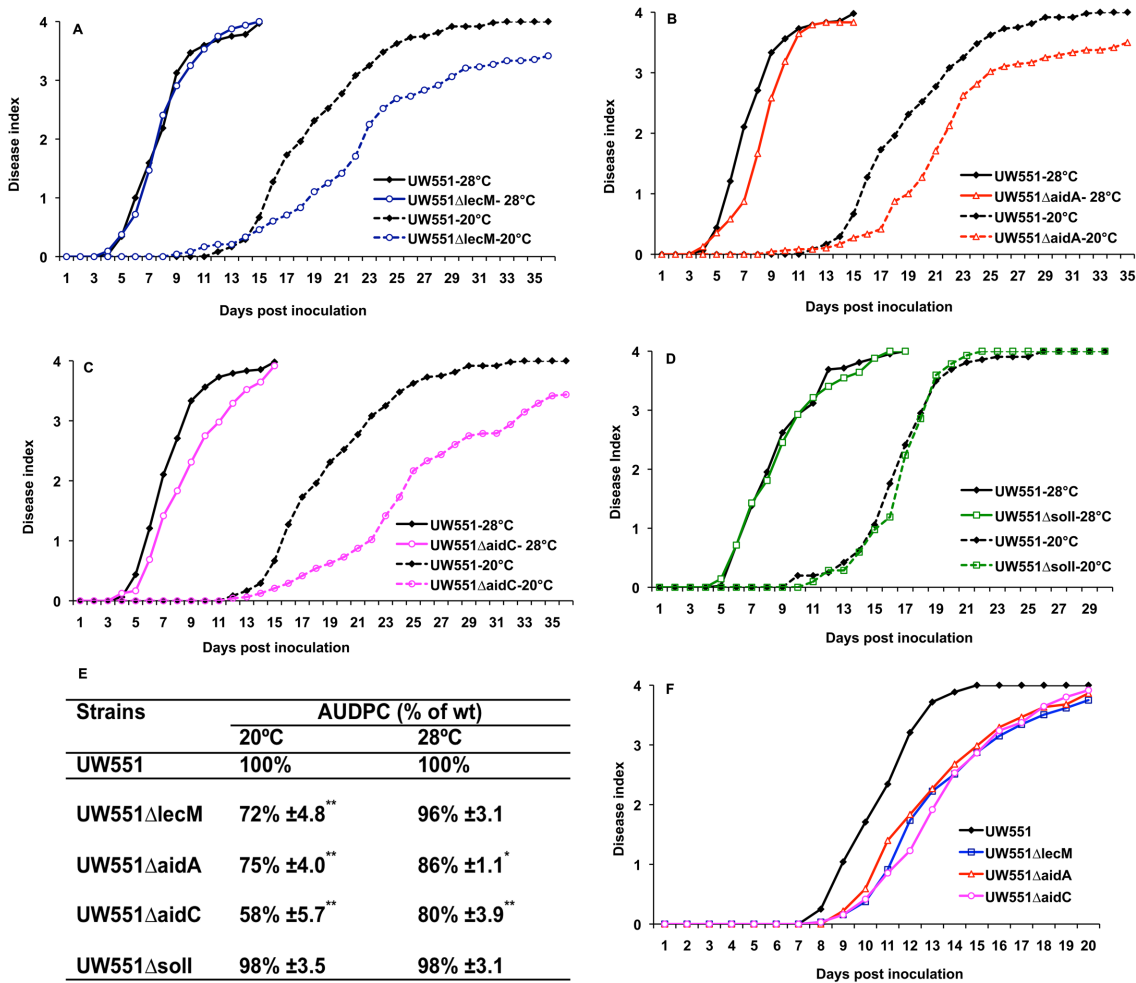 A
Disease index
4
3
2
1
0
UW551-28°C
UW551ΔlecM- 28°C
UW551-20°C
UW551ΔlecM-20°C
1 3 5 7 9 11 13 15 17 19 21 23 25 27 29 31 33 35
Days post inoculation
B
Disease index
4
3
2
1
0
UW551-28°C
UW551ΔaidA- 28°C
UW551-20°C
UW551ΔaidA-20°C
1 3 5 7 9 11 13 15 17 19 21 23 25 27 29 31 33 35
Days post inoculation
C
Disease index
4
3
2
1
0
UW551-28°C
UW551ΔaidC- 28°C
UW551-20°C
UW551ΔaidC-20°C
1 3 5 7 9 11 13 15 17 19 21 23 25 27 29 31 33 35
Days post inoculation
D
Disease Index
4
3
2
1
0
UW551-28°C
UW551ΔsolI-28°C
UW551-20°C
UW551ΔsolI-20°C
1 3 5 7 9 11 13 15 17 19 21 23 25 27 29
Days post inoculation
E
Strains AUDPC (% of wt)
20ºC 28ºC
UW551 100% 100%
UW551ΔlecM 72% ±4.8** 96% ±3.1
UW551ΔaidA 75% ±4.0** 86% ±1.1*
UW551ΔaidC 58% ±5.7** 80% ±3.9**
UW551ΔsolI 98% ±3.5 98% ±3.1
F
Disease index
4
3
2
1
0
UW551
UW551ΔlecM
UW551ΔaidA
UW551ΔaidC
1 2 3 4 5 6 7 8 9 10 11 12 13 14 15 16 17 18 19 20
Days post inoculation